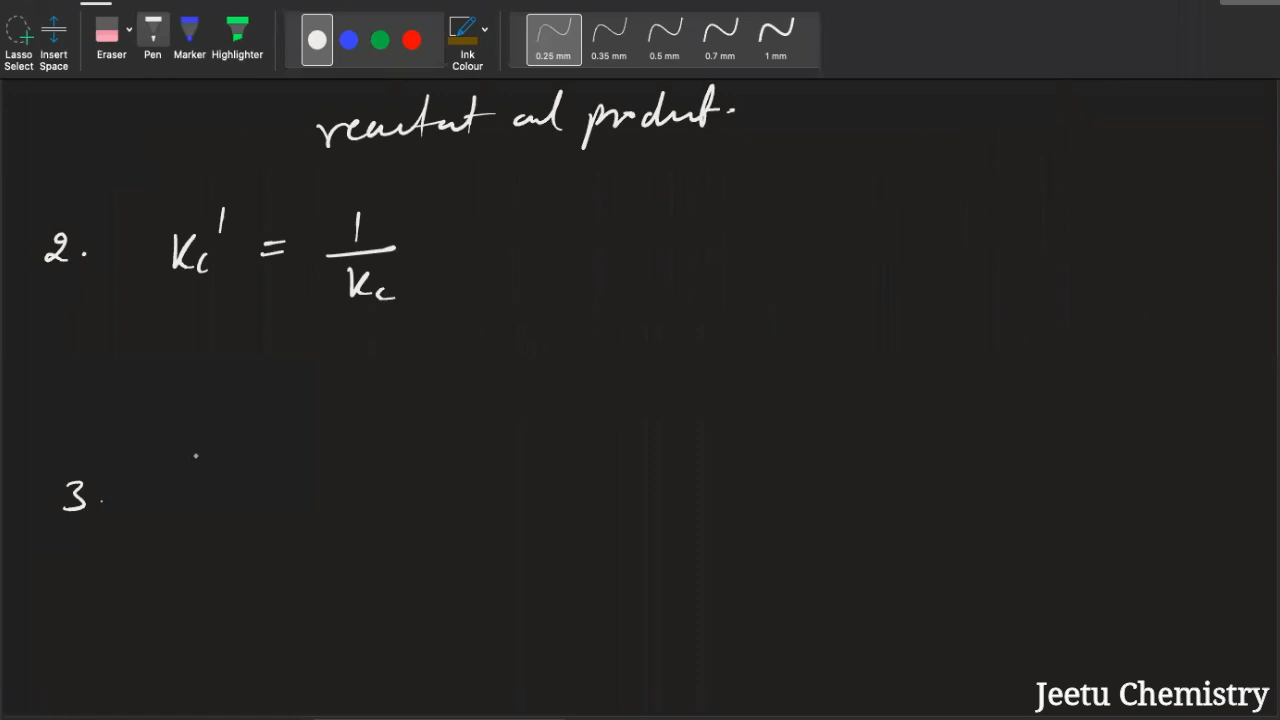 Lasso Select
Insert Space
Eraser
Pen
Marker
Highlighter
Ink Colour
0.25 mm
0.35 mm
0.5 mm
0.7 mm
1 mm
reactant and product.
2. Kc' = 1/Kc
3.
Jeetu Chemistry